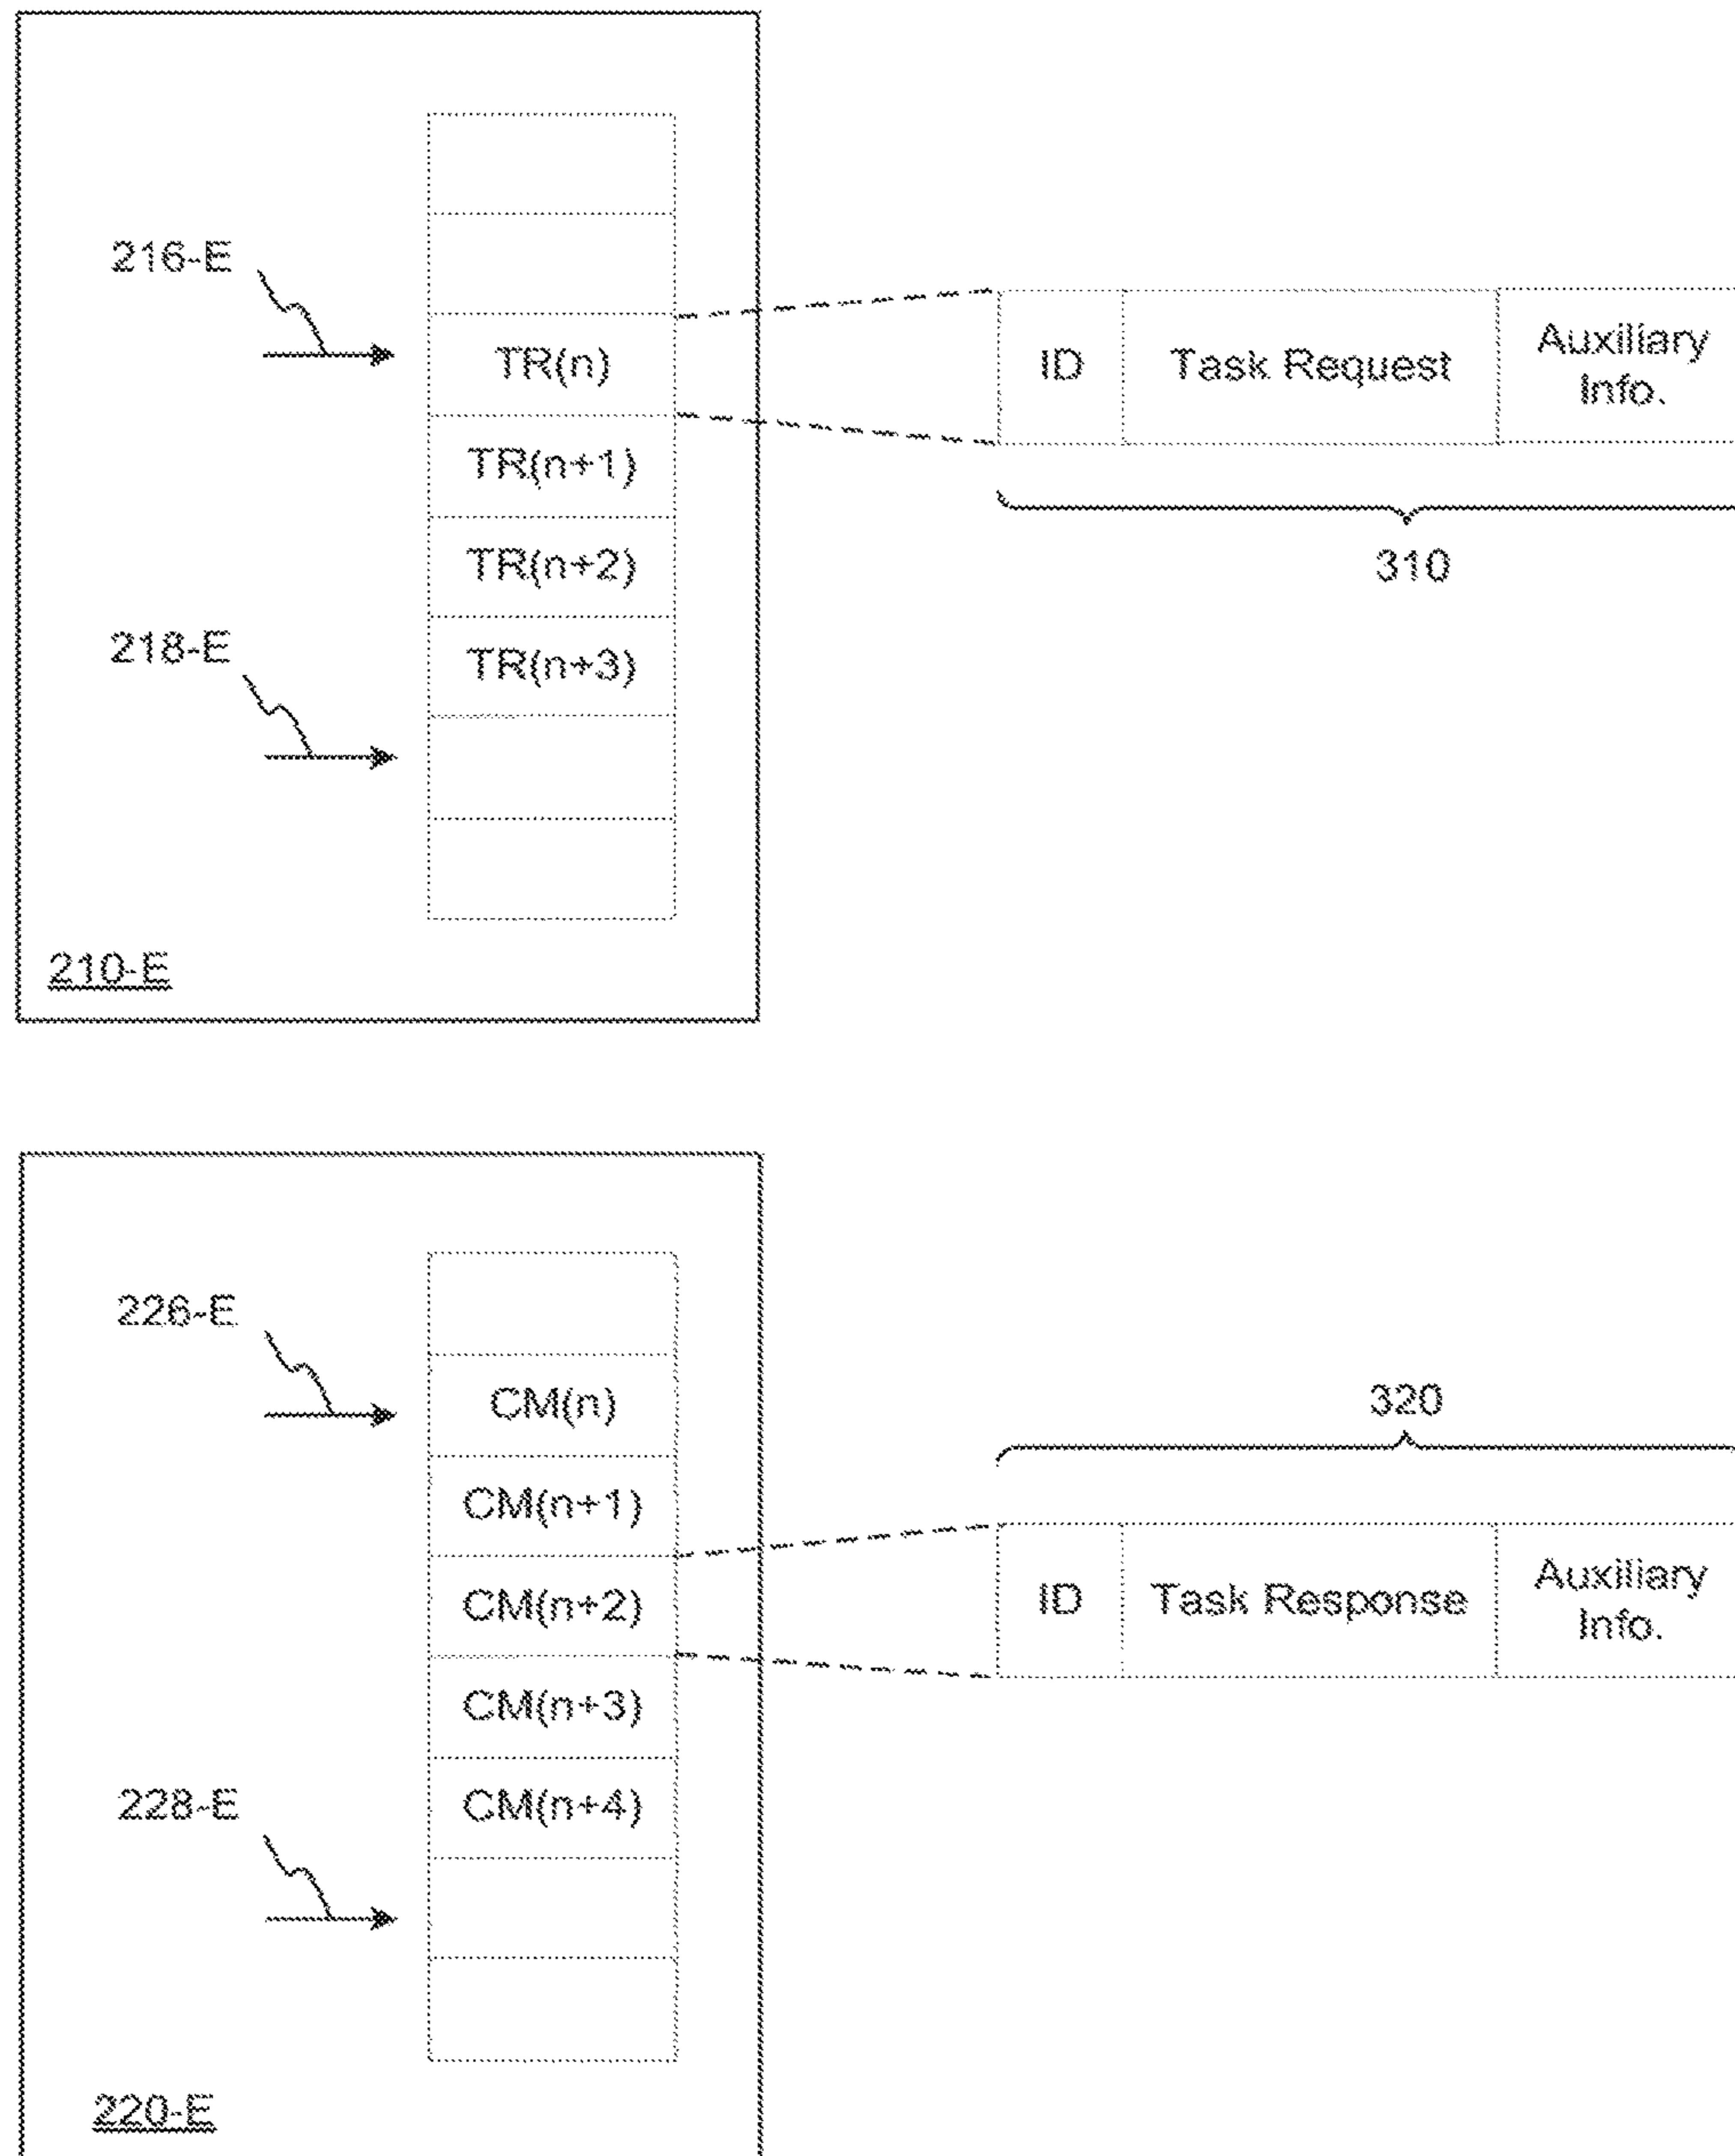 216-E
TR(n)
ID
Task Request
Auxiliary
Info.
TR(n+1)
310
TR(n+2)
218-E
TR(n+3)
210-E
226-E
CM(n)
320
CM(n+1)
CM(n+2)
ID
Task Response
Auxiliary
Info.
CM(n+3)
228-E
CM(n+4)
220-E